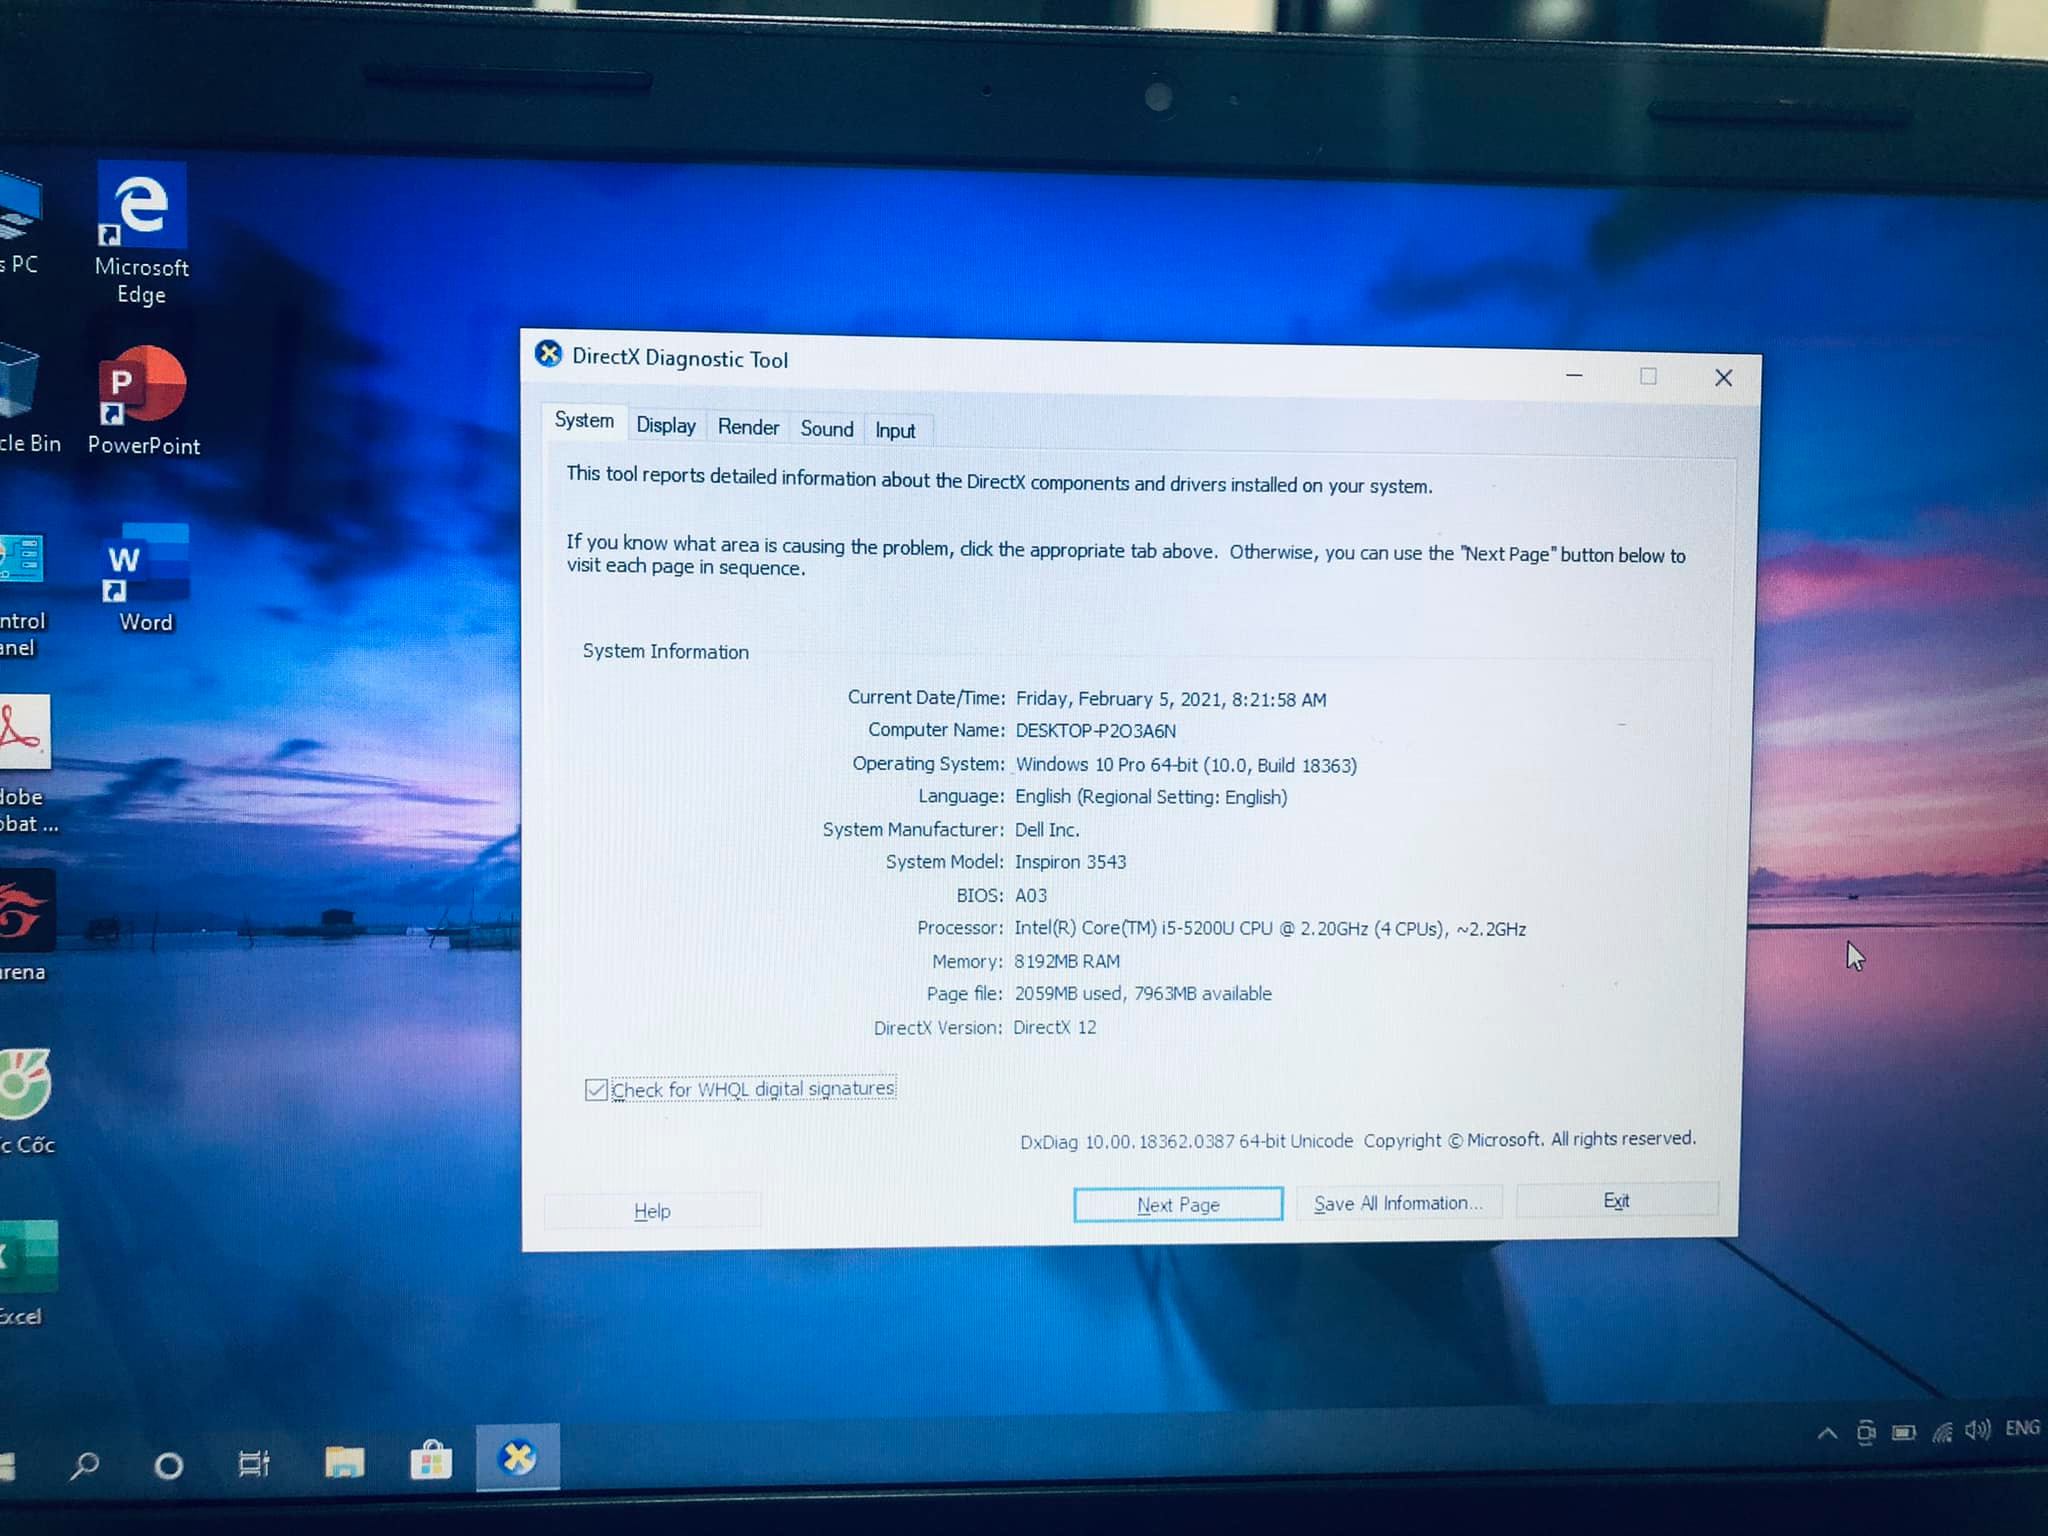 s PC
Microsoft
Edge
cle Bin
PowerPoint
ntrol
anel
Word
dobe
obat ...
arena
c Cốc
Excel
DirectX Diagnostic Tool
System Display Render Sound Input
This tool reports detailed information about the DirectX components and drivers installed on your system.
If you know what area is causing the problem, click the appropriate tab above. Otherwise, you can use the "Next Page" button below to
visit each page in sequence.
System Information
Current Date/Time: Friday, February 5, 2021, 8:21:58 AM
Computer Name: DESKTOP-P2O3A6N
Operating System: Windows 10 Pro 64-bit (10.0, Build 18363)
Language: English (Regional Setting: English)
System Manufacturer: Dell Inc.
System Model: Inspiron 3543
BIOS: A03
Processor: Intel(R) Core(TM) i5-5200U CPU @ 2.20GHz (4 CPUs), ~2.2GHz
Memory: 8192MB RAM
Page file: 2059MB used, 7963MB available
DirectX Version: DirectX 12
Check for WHQL digital signatures
DxDiag 10.00.18362.0387 64-bit Unicode Copyright © Microsoft. All rights reserved.
Help Next Page Save All Information... Exit
ENG